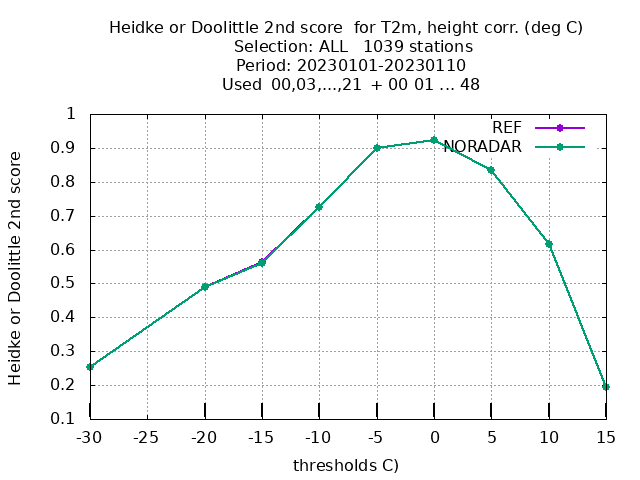 Heidke or Doolittle 2nd score  for T2m, height corr. (deg C)
Selection: ALL   1039 stations
Period: 20230101-20230110
Used  00,03,...,21  + 00 01 ... 48
REF
NORADAR
Heidke or Doolittle 2nd score
1
0.9
0.8
0.7
0.6
0.5
0.4
0.3
0.2
0.1
-30 -25 -20 -15 -10 -5 0 5 10 15
thresholds C)